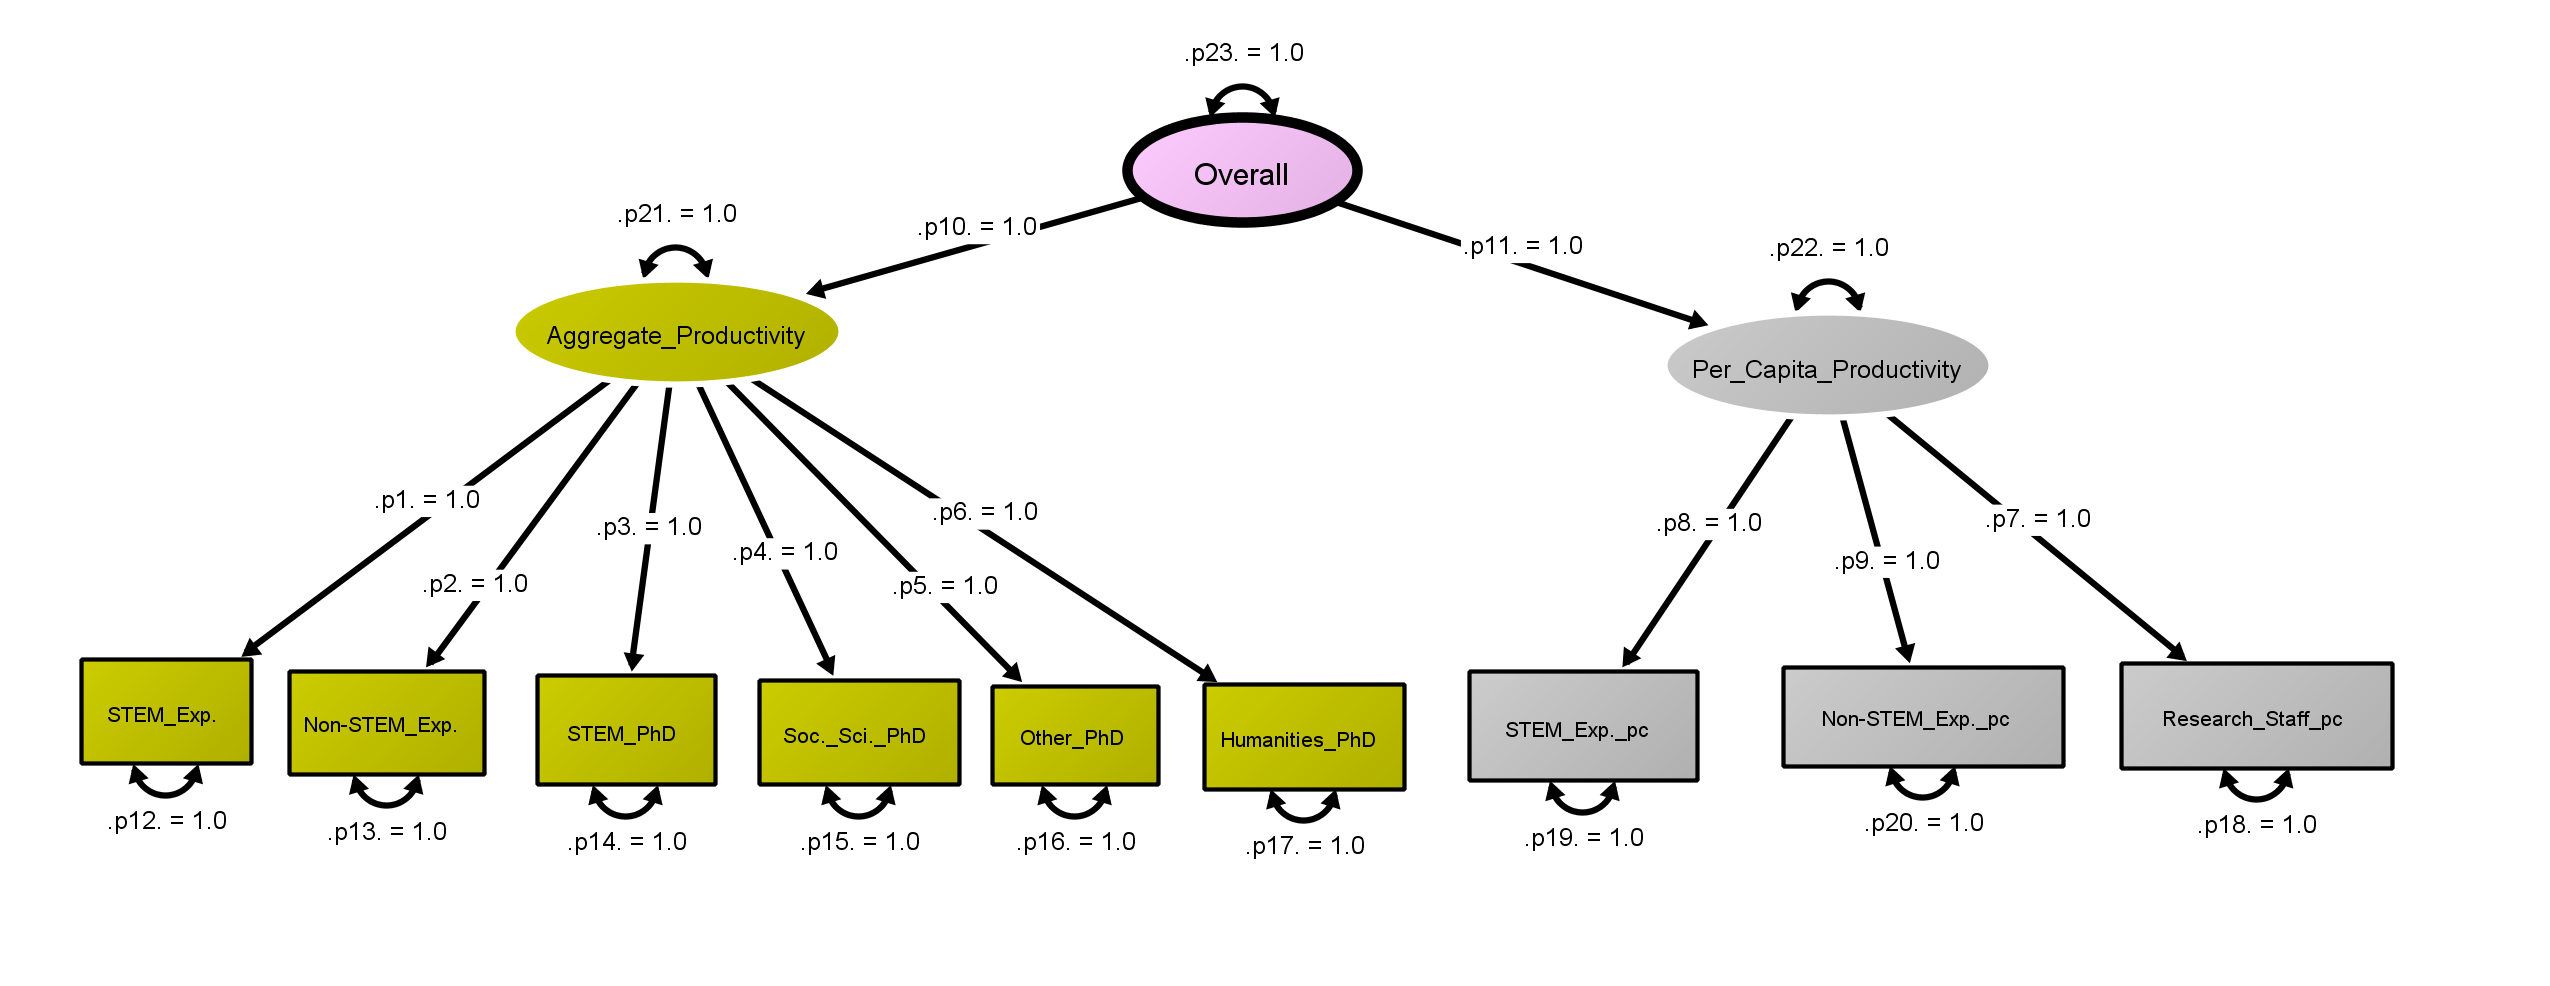 .p23. = 1.0
Overall
.p21. = 1.0
.p10. = 1.0
.p11. = 1.0
.p22. = 1.0
Aggregate_Productivity
Per_Capita_Productivity
.p1. = 1.0
.p2. = 1.0
.p3. = 1.0
.p4. = 1.0
.p5. = 1.0
.p6. = 1.0
.p8. = 1.0
.p9. = 1.0
.p7. = 1.0
STEM_Exp.
Non-STEM_Exp.
STEM_PhD
Soc._Sci._PhD
Other_PhD
Humanities_PhD
STEM_Exp._pc
Non-STEM_Exp._pc
Research_Staff_pc
.p12. = 1.0
.p13. = 1.0
.p14. = 1.0
.p15. = 1.0
.p16. = 1.0
.p17. = 1.0
.p19. = 1.0
.p20. = 1.0
.p18. = 1.0